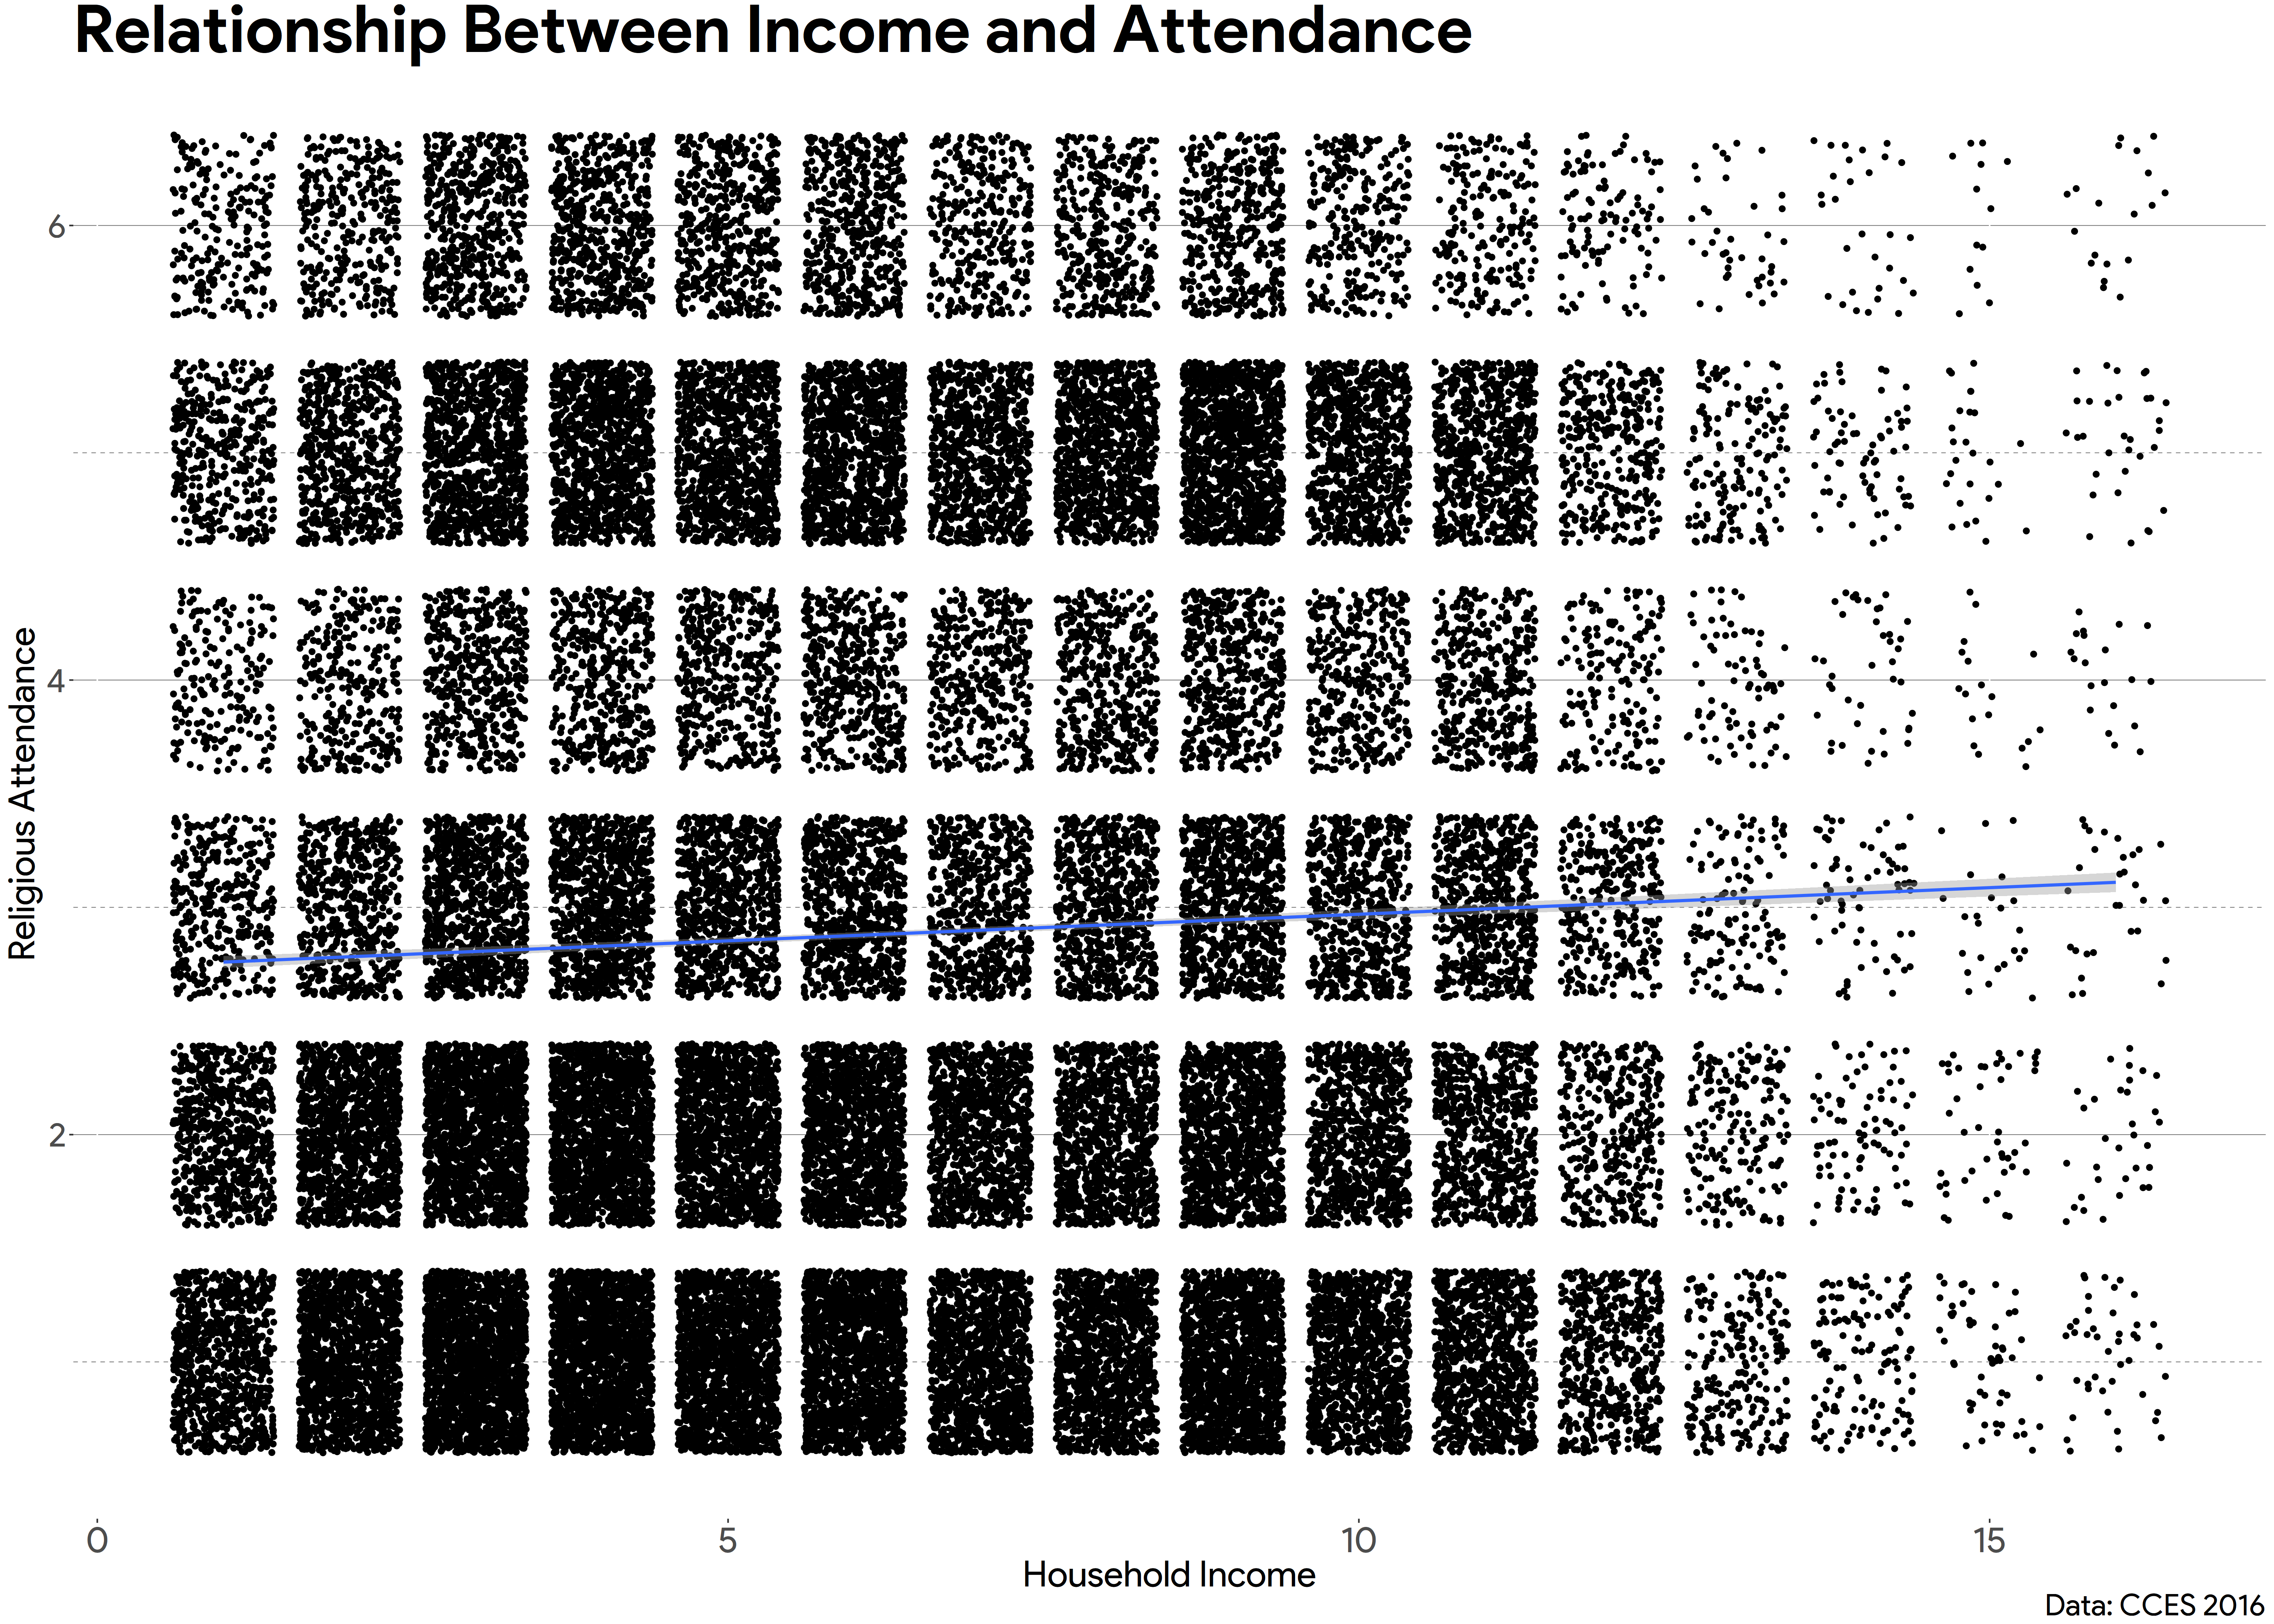 Relationship Between Income and Attendance
Religious Attendance
6
4
2
0 5 10 15
Household Income
Data: CCES 2016